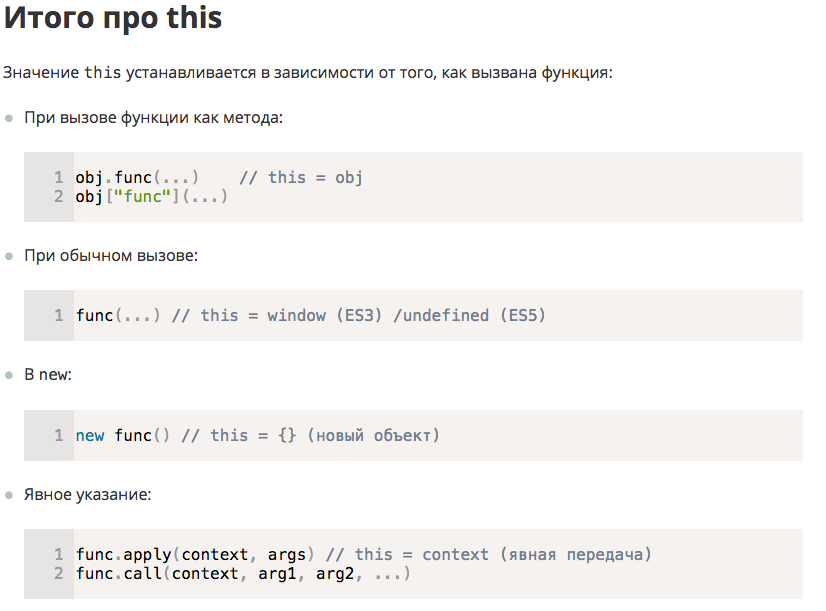 Итого про this
Значение this устанавливается в зависимости от того, как вызвана функция:
При вызове функции как метода:
1 obj.func(...)    // this = obj
2 obj["func"](...)
При обычном вызове:
1 func(...) // this = window (ES3) /undefined (ES5)
В new:
1 new func() // this = {} (новый объект)
Явное указание:
1 func.apply(context, args) // this = context (явная передача)
2 func.call(context, arg1, arg2, ...)